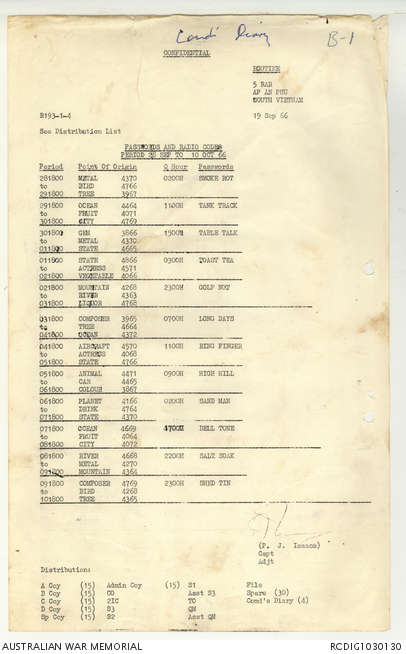 Comd's Diary B-1
CONFIDENTIAL
ROUTINE
5 RAR
AP AN PHU
SOUTH VIETNAM
R193-1-4 19 Sep 66
See Distribution List
PASSWORDS AND RADIO CODES
PERIOD 28 SEP TO 10 OCT 66
Period Point Of Origin Q Hour Passwords
281800 METAL 4370 0200H SMOKE ROT
to BIRD 4766
291800 TREE 3967
291800 OCEAN 4464 1100H TANK TRACK
to FRUIT 4071
301800 CITY 4769
301800 GEM 3866 1500H TABLE TALK
to METAL 4370
011800 STATE 4665
011800 STATE 4866 0300H TOAST TEA
to ACTRESS 4571
021800 VEGETABLE 4066
021800 MOUNTAIN 4268 2300H GOLF NUT
to RIVER 4363
031800 LIQUOR 4768
031800 COMPOSER 3965 0700H LONG DAYS
to TREE 4664
041800 OCEAN 4372
041800 AIRCRAFT 4570 1100H RING FINGER
to ACTRESS 4068
051800 STATE 4766
051800 ANIMAL 4471 0900H HIGH HILL
to CAR 4465
061800 COLOUR 3867
061800 PLANET 4166 0200H SAND MAN
to DRINK 4764
071800 STATE 4370
071800 OCEAN 4669 1700H BELL TONE
to FRUIT 4064
081800 CITY 4072
081800 RIVER 4668 2200H SALT SOAK
to METAL 4270
091800 MOUNTAIN 4364
091800 COMPOSER 4769 2300H SHED TIN
to BIRD 4268
101800 TREE 4365
(P. J. Isaacs)
Capt
Adjt
Distribution:
A Coy (15) Admin Coy (15) S1 File
B Coy (15) CO Asst S3 Spare (30)
C Coy (15) 2IC TO Comd's Diary (4)
D Coy (15) S3 QM
Sp Coy (15) S2 Asst QM
AUSTRALIAN WAR MEMORIAL RCDIG1030130